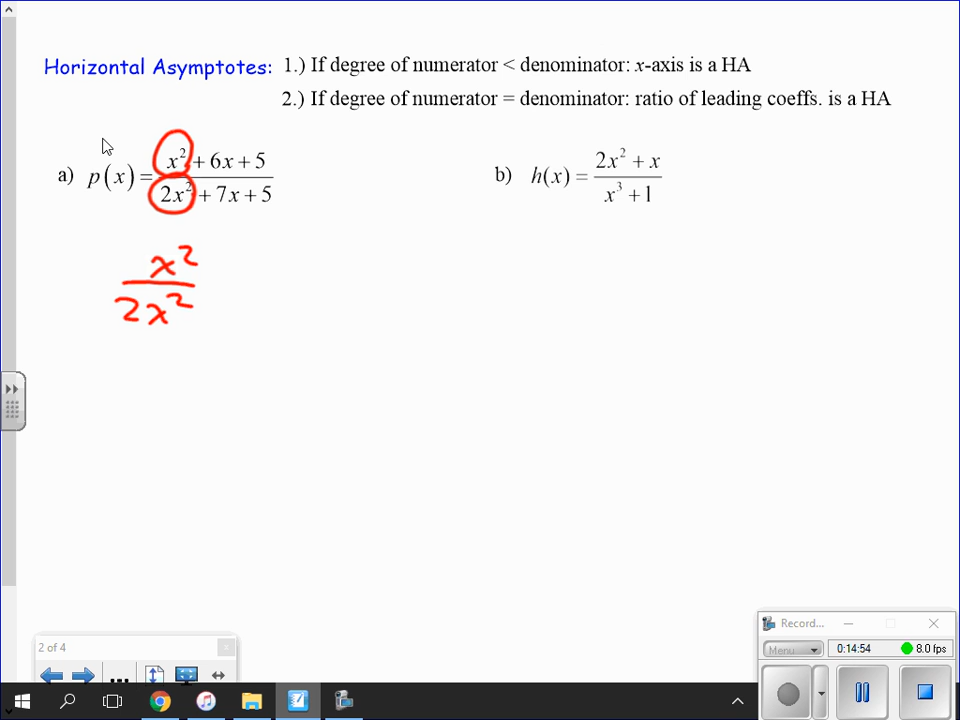 Horizontal Asymptotes: 1.) If degree of numerator < denominator: x-axis is a HA
2.) If degree of numerator = denominator: ratio of leading coeffs. is a HA
a) p(x) = (x² + 6x + 5)/(2x² + 7x + 5)
b) h(x) = (2x² + x)/(x³ + 1)
x²
2x²
2 of 4
Record...
Menu
0:14:54
8.0 fps